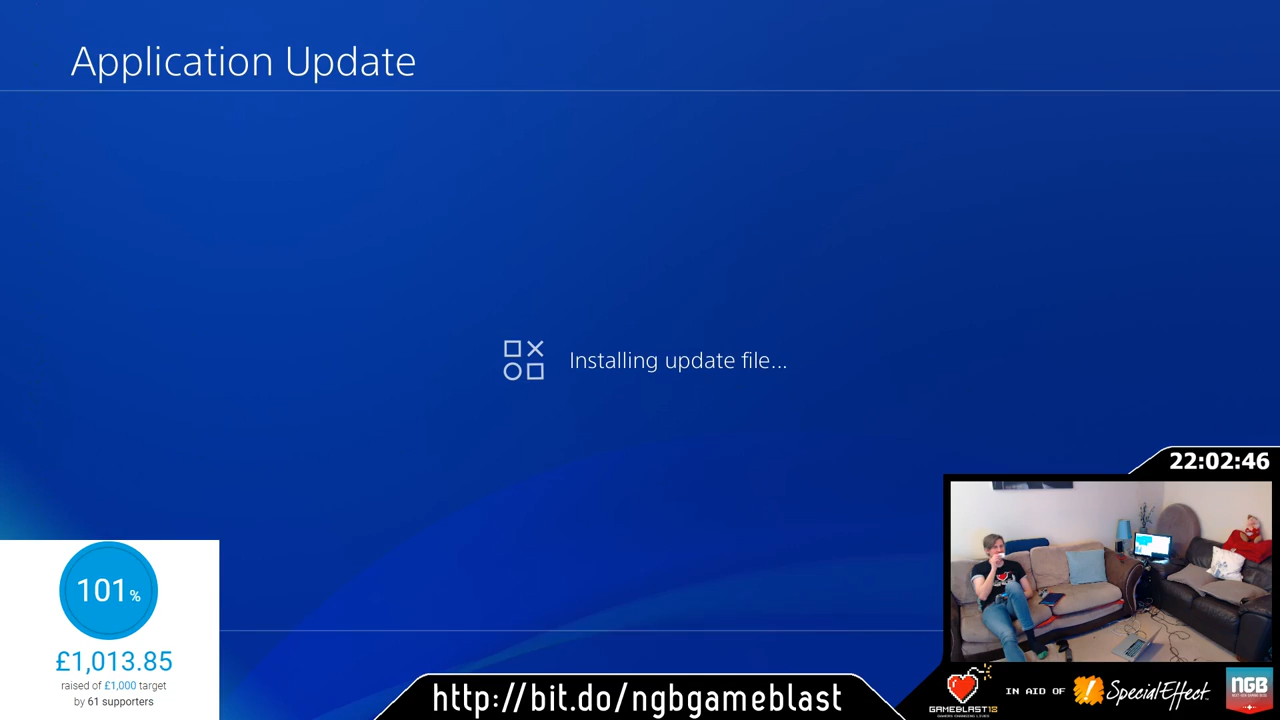 Application Update
Installing update file...
22:02:46
101%
£1,013.85
raised of £1,000 target
by 61 supporters
http://bit.do/ngbgameblast
GAMEBLAST18
IN AID OF
SpecialEffect
NGB